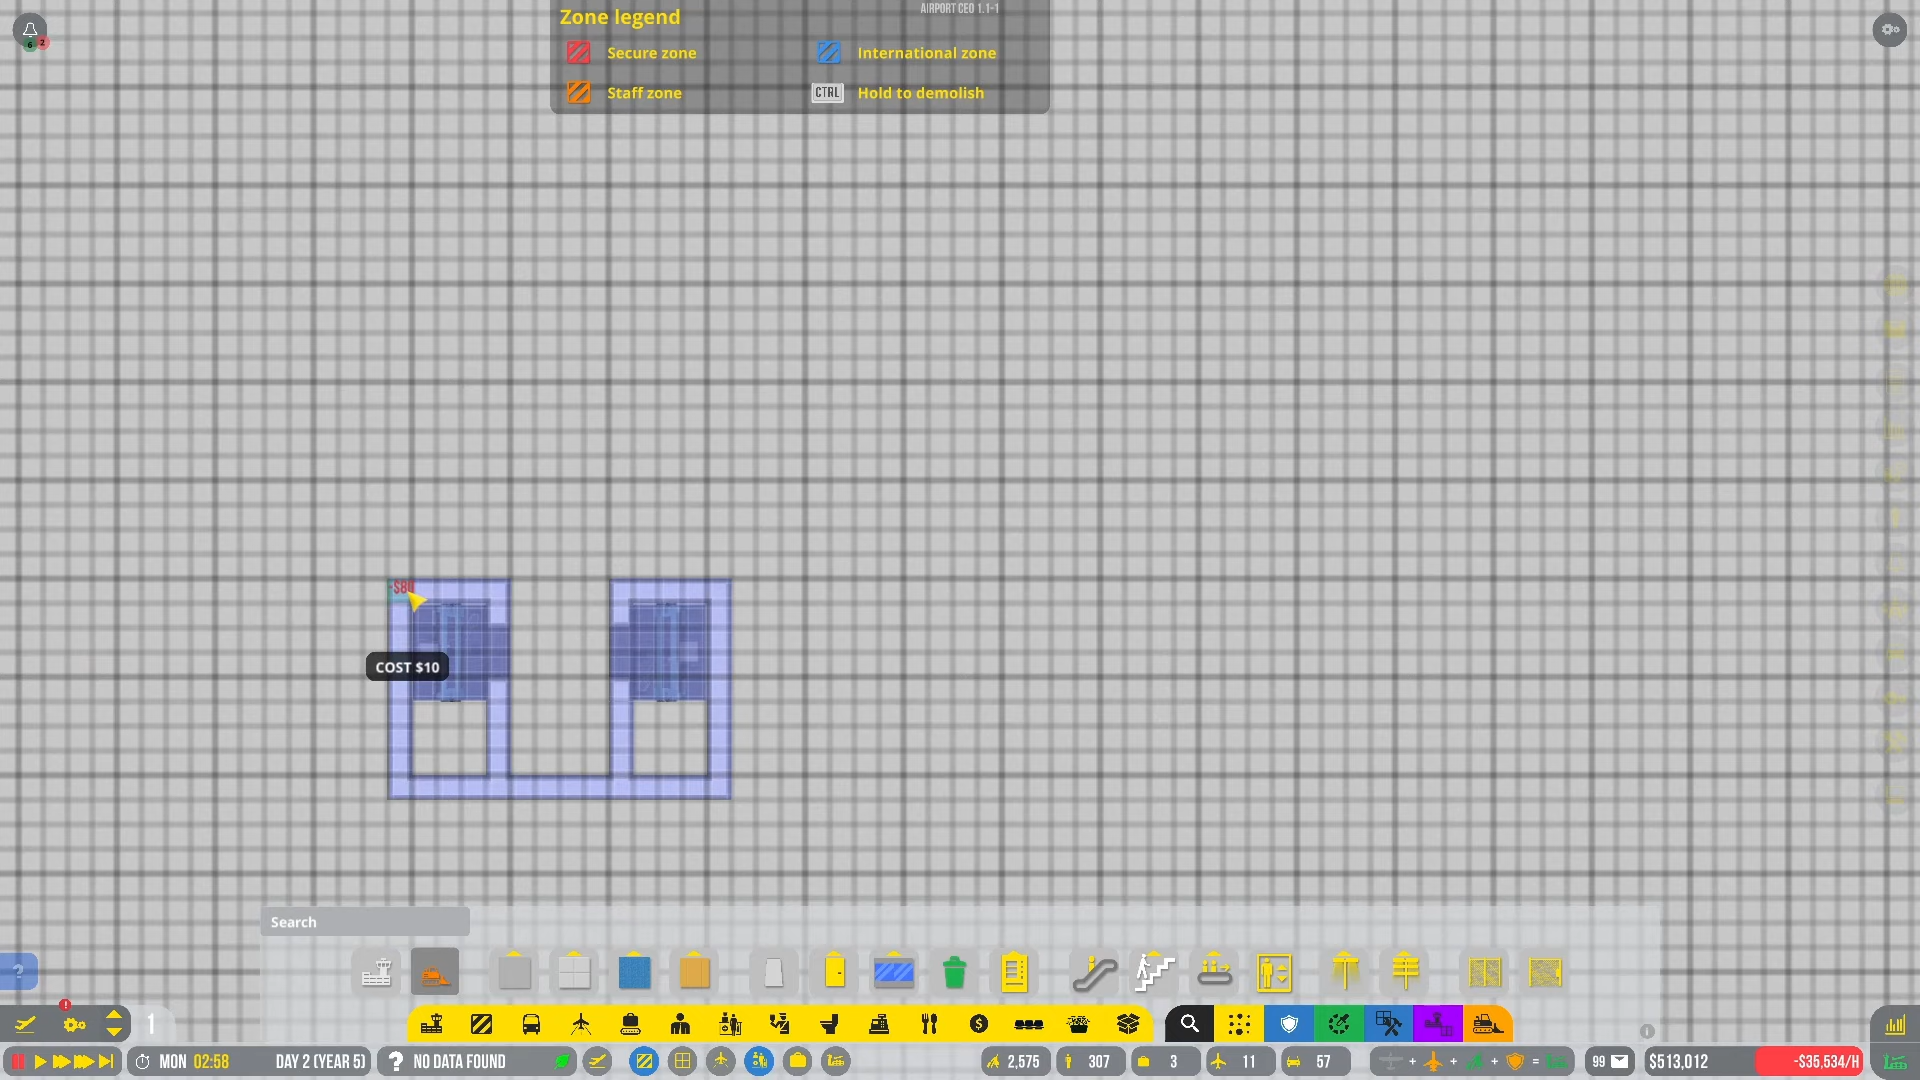 AIRPORT CEO 1.1-1
Zone legend
Secure zone
International zone
Staff zone
CTRL
Hold to demolish
6
2
-$80
COST $10
Search
?
!
1
MON 02:58
DAY 2 (YEAR 5)
? NO DATA FOUND
2,575
307
3
11
57
+ + + =
99
$513,012
-$35,534/H